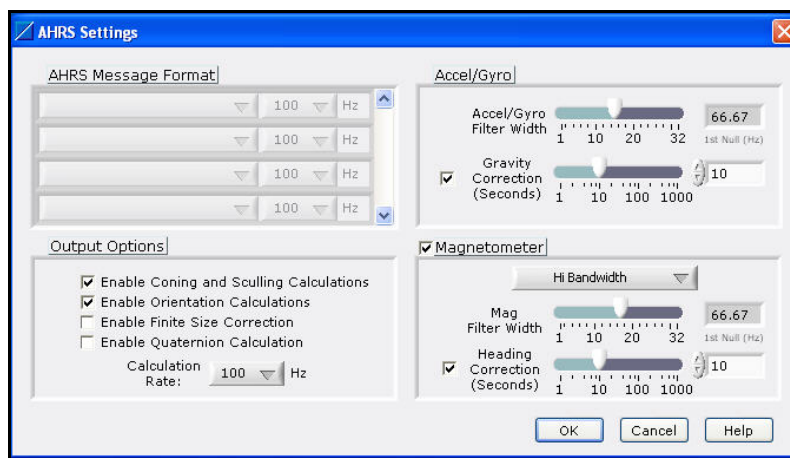 AHRS Settings
AHRS Message Format
100 Hz
100 Hz
100 Hz
100 Hz
Output Options
Enable Coning and Sculling Calculations
Enable Orientation Calculations
Enable Finite Size Correction
Enable Quaternion Calculation
Calculation
Rate: 100 Hz
Accel/Gyro
Accel/Gyro
Filter Width
66.67
1 10 20 32
1st Null (Hz)
Gravity
Correction
(Seconds)
10
1 10 100 1000
Magnetometer
Hi Bandwidth
Mag
Filter Width
66.67
1 10 20 32
1st Null (Hz)
Heading
Correction
(Seconds)
10
1 10 100 1000
OK Cancel Help